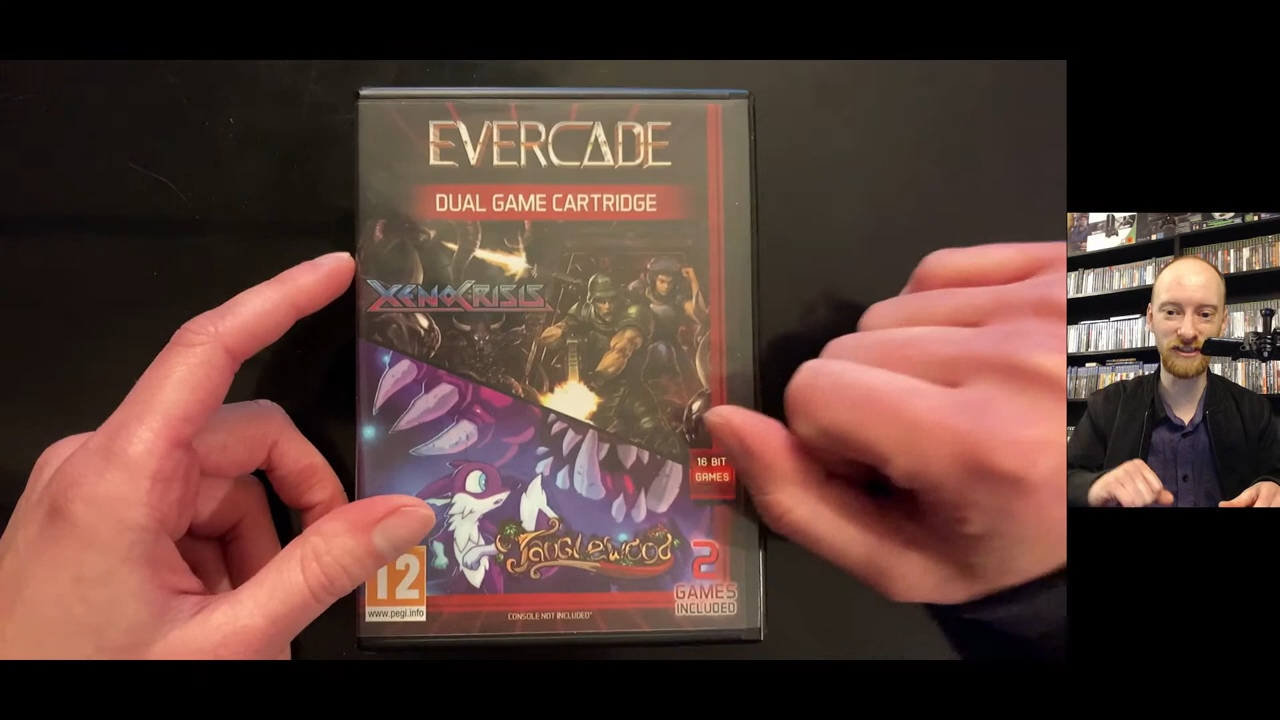 EVERCADE
DUAL GAME CARTRIDGE
XENOCRISIS
16 BIT
GAMES
Tanglewood
12
www.pegi.info
2
GAMES
INCLUDED
CONSOLE NOT INCLUDED*